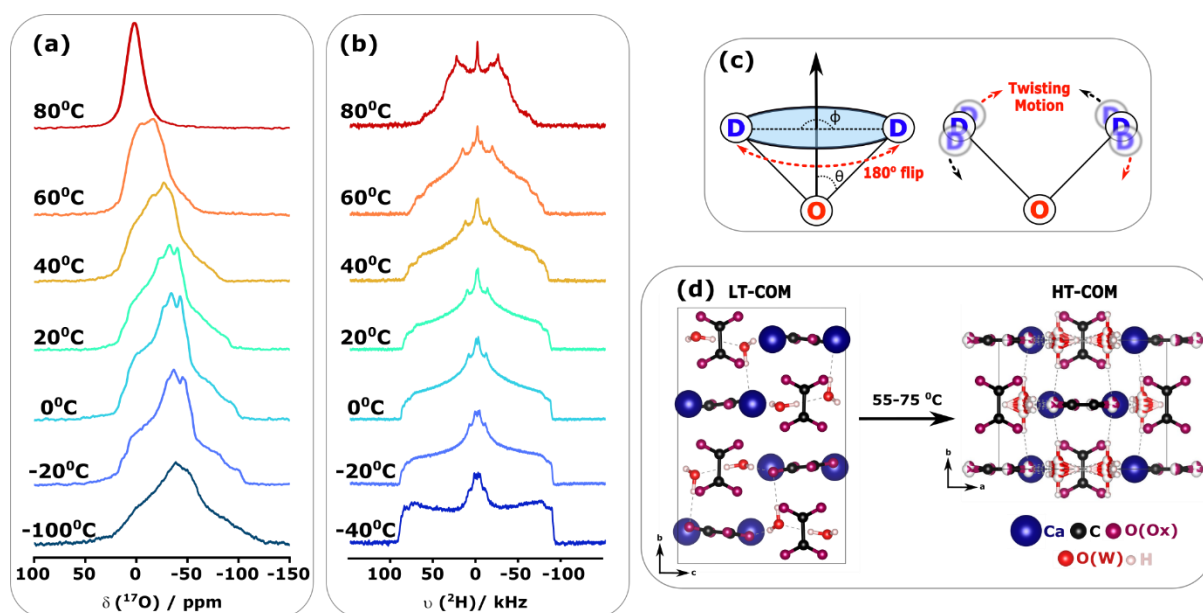 (a)
80⁰C
60⁰C
40⁰C
20⁰C
0⁰C
-20⁰C
-100⁰C
100 50 0 -50 -100 -150
δ (¹⁷O) / ppm
(b)
80⁰C
60⁰C
40⁰C
20⁰C
0⁰C
-20⁰C
-40⁰C
100 50 0 -50 -100
υ (²H)/ kHz
(c)
D D
ϕ
θ
180° flip
O
Twisting
Motion
D D
D D
D D
O
(d)
LT-COM
HT-COM
55-75 ⁰C
b
c
b
a
Ca C O(Ox)
O(W) H